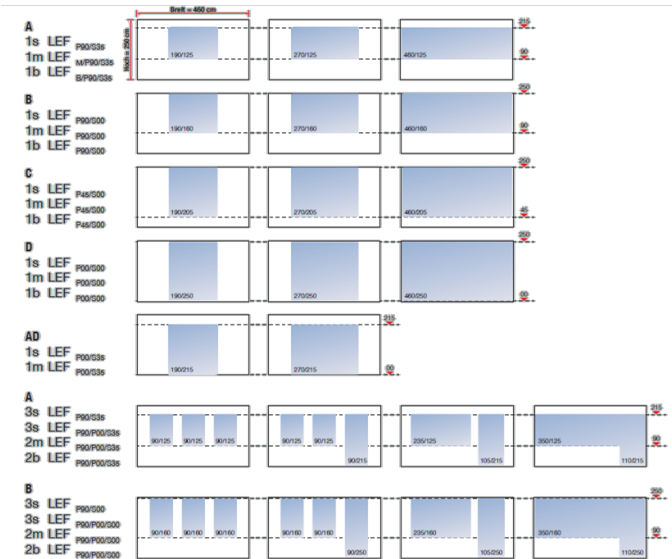 Breit = 460 cm
Hoch = 250 cm
A
1s LEF P90/S3s
1m LEF M/P90/S3s
1b LEF B/P90/S3s
190/125
270/125
460/125
215
90
B
1s LEF P90/S00
1m LEF P90/S00
1b LEF P90/S00
190/160
270/160
460/160
250
90
C
1s LEF P45/S00
1m LEF P45/S00
1b LEF P45/S00
190/205
270/205
460/205
250
45
D
1s LEF P00/S00
1m LEF P00/S00
1b LEF P00/S00
190/250
270/250
460/250
250
00
AD
1s LEF P00/S3s
1m LEF P00/S3s
190/215
270/215
215
00
A
3s LEF P90/S3s
3s LEF P90/P00/S3s
2m LEF P90/P00/S3s
2b LEF P90/P00/S3s
90/125 90/125 90/125
90/125 90/125 90/215
235/125 105/215
350/125 110/215
215
90
B
3s LEF P90/S00
3s LEF P90/P00/S00
2m LEF P90/P00/S00
2b LEF P90/P00/S00
90/160 90/160 90/160
90/160 90/160 90/250
235/160 105/250
350/160 110/250
250
90